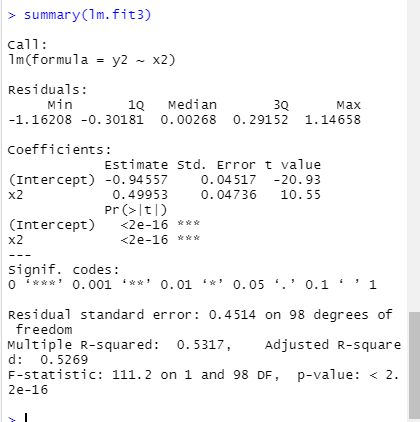 > summary(lm.fit3)
Call:
lm(formula = y2 ~ x2)
Residuals:
     Min       1Q   Median       3Q      Max
-1.16208 -0.30181  0.00268  0.29152  1.14658
Coefficients:
            Estimate Std. Error t value
(Intercept) -0.94557    0.04517  -20.93
x2           0.49953    0.04736   10.55
            Pr(>|t|)
(Intercept)   <2e-16 ***
x2            <2e-16 ***
---
Signif. codes:
0 ‘***’ 0.001 ‘**’ 0.01 ‘*’ 0.05 ‘.’ 0.1 ‘ ’ 1
Residual standard error: 0.4514 on 98 degrees of
 freedom
Multiple R-squared:  0.5317,    Adjusted R-square
d:  0.5269
F-statistic: 111.2 on 1 and 98 DF,  p-value: < 2.
2e-16
>